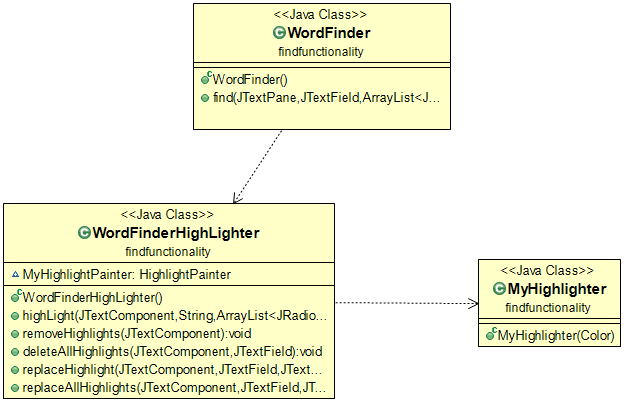 <<Java Class>>
WordFinder
findfunctionality
WordFinder()
find(JTextPane,JTextField,ArrayList<J...
<<Java Class>>
WordFinderHighLighter
findfunctionality
MyHighlightPainter: HighlightPainter
WordFinderHighLighter()
highLight(JTextComponent,String,ArrayList<JRadio...
removeHighlights(JTextComponent):void
deleteAllHighlights(JTextComponent,JTextField):void
replaceHighlight(JTextComponent,JTextField,JText...
replaceAllHighlights(JTextComponent,JTextField,JT...
<<Java Class>>
MyHighlighter
findfunctionality
MyHighlighter(Color)